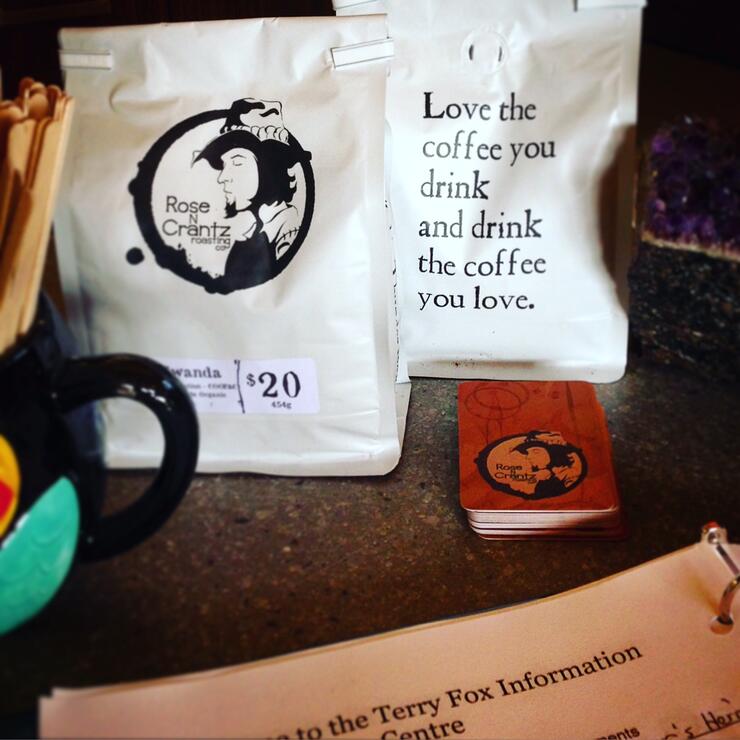 Rose
N
Crantz
roasting
Love the
coffee you
drink
and drink
the coffee
you love.
wanda
$20
454g
Organic
Rose
N
Crantz
to the Terry Fox Information
Centre